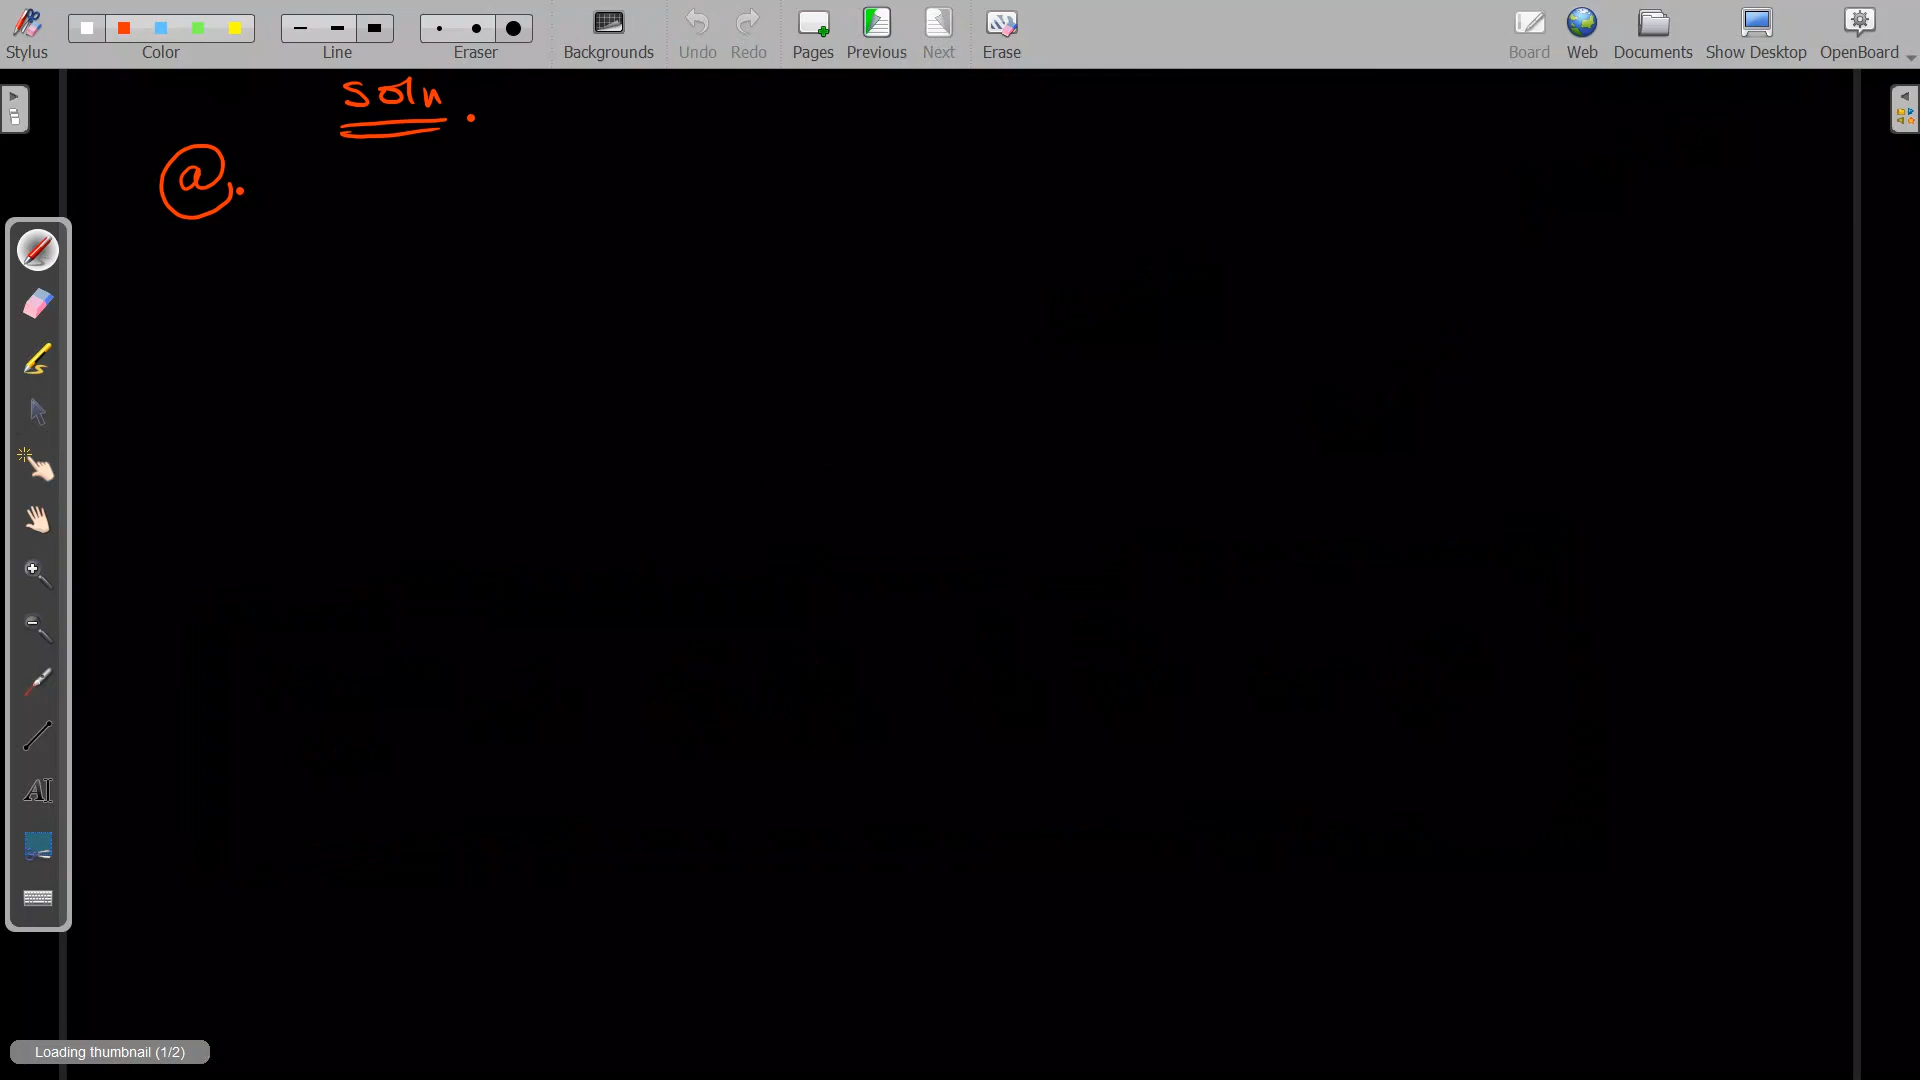 Stylus Color Line Eraser Backgrounds Undo Redo Pages Previous Next Erase Board Web Documents Show Desktop OpenBoard
Soln.
a.
AI
Loading thumbnail (1/2)